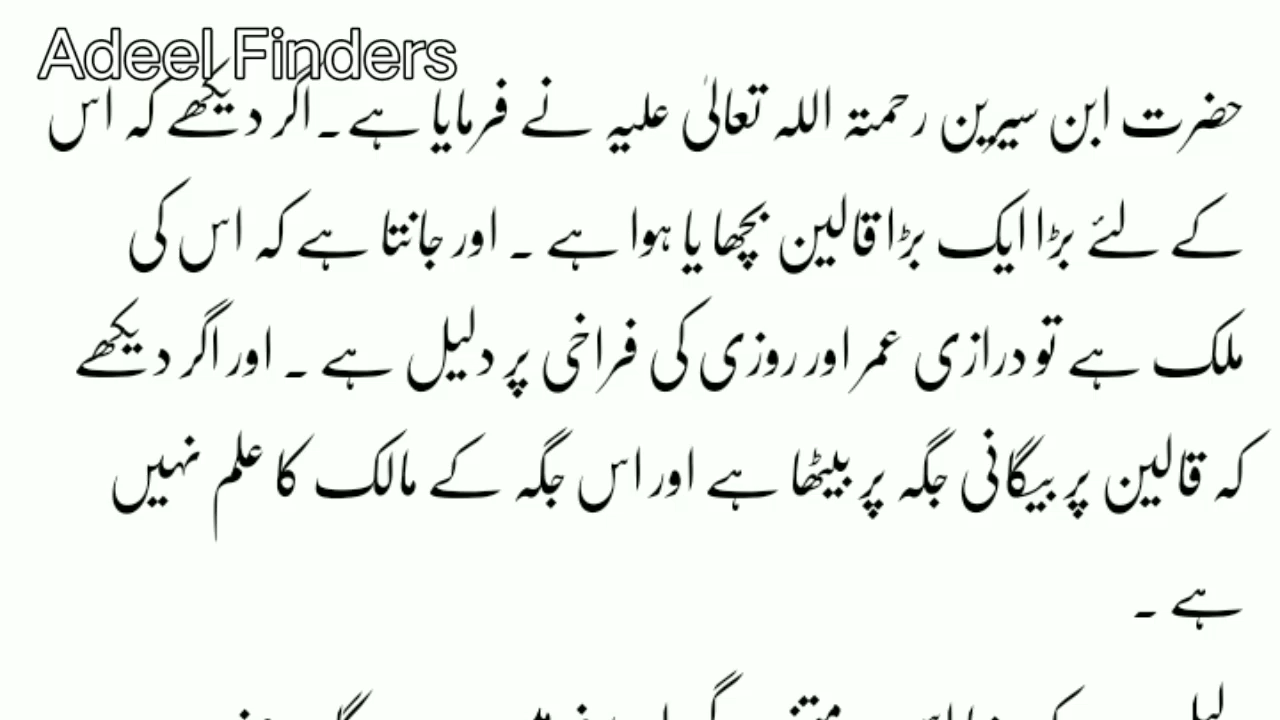 Adeel Finders
حضرت ابن سیرین رحمتہ اللہ تعالیٰ علیہ نے فرمایا ہے۔ اگر دیکھے کہ اس
کے لئے بڑا ایک بڑا قالین بچھا یا ہوا ہے ۔ اور جانتا ہے کہ اس کی
ملک ہے تو درازی عمر اور روزی کی فراخی پر دلیل ہے ۔ اور اگر دیکھے
کہ قالین پر بیگانی جگہ پر بیٹھا ہے اور اس جگہ کے مالک کا علم نہیں
ہے ۔